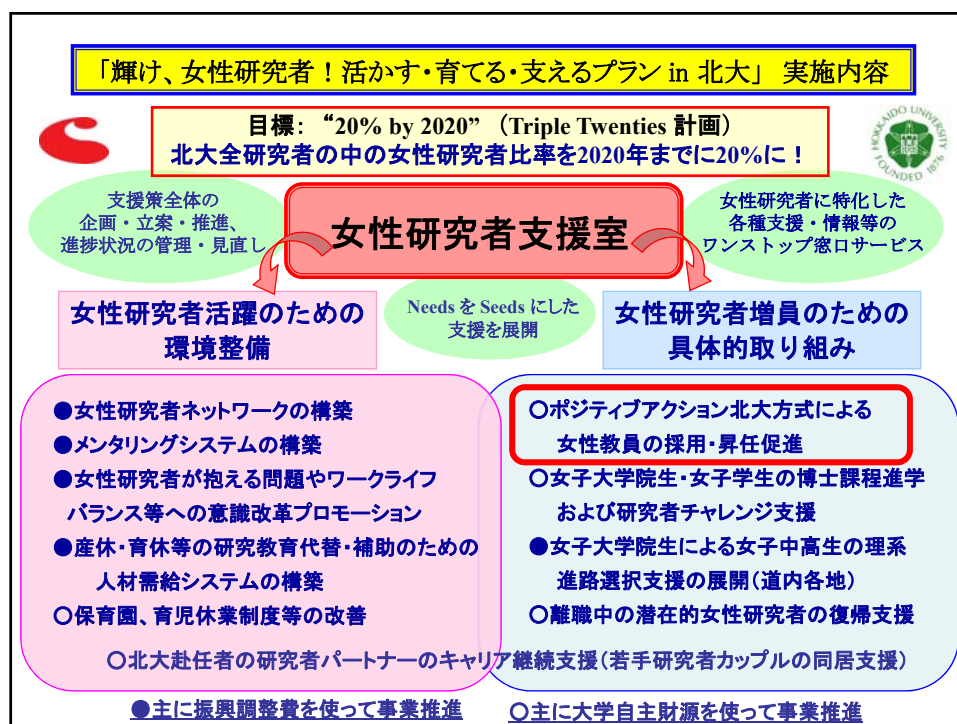 「輝け、女性研究者！活かす・育てる・支えるプラン in 北大」 実施内容
目標： “20% by 2020” （Triple Twenties 計画）
北大全研究者の中の女性研究者比率を2020年までに20%に！
HOKKAIDO UNIVERSITY
FOUNDED 1876
支援策全体の
企画・立案・推進、
進捗状況の管理・見直し
女性研究者支援室
女性研究者に特化した
各種支援・情報等の
ワンストップ窓口サービス
女性研究者活躍のための
環境整備
Needs を Seeds にした
支援を展開
女性研究者増員のための
具体的取り組み
●女性研究者ネットワークの構築
●メンタリングシステムの構築
●女性研究者が抱える問題やワークライフ
バランス等への意識改革プロモーション
●産休・育休等の研究教育代替・補助のための
人材需給システムの構築
○保育園、育児休業制度等の改善
○ポジティブアクション北大方式による
女性教員の採用・昇任促進
○女子大学院生・女子学生の博士課程進学
および研究者チャレンジ支援
●女子大学院生による女子中高生の理系
進路選択支援の展開（道内各地）
○離職中の潜在的女性研究者の復帰支援
○北大赴任者の研究者パートナーのキャリア継続支援（若手研究者カップルの同居支援）
●主に振興調整費を使って事業推進
○主に大学自主財源を使って事業推進